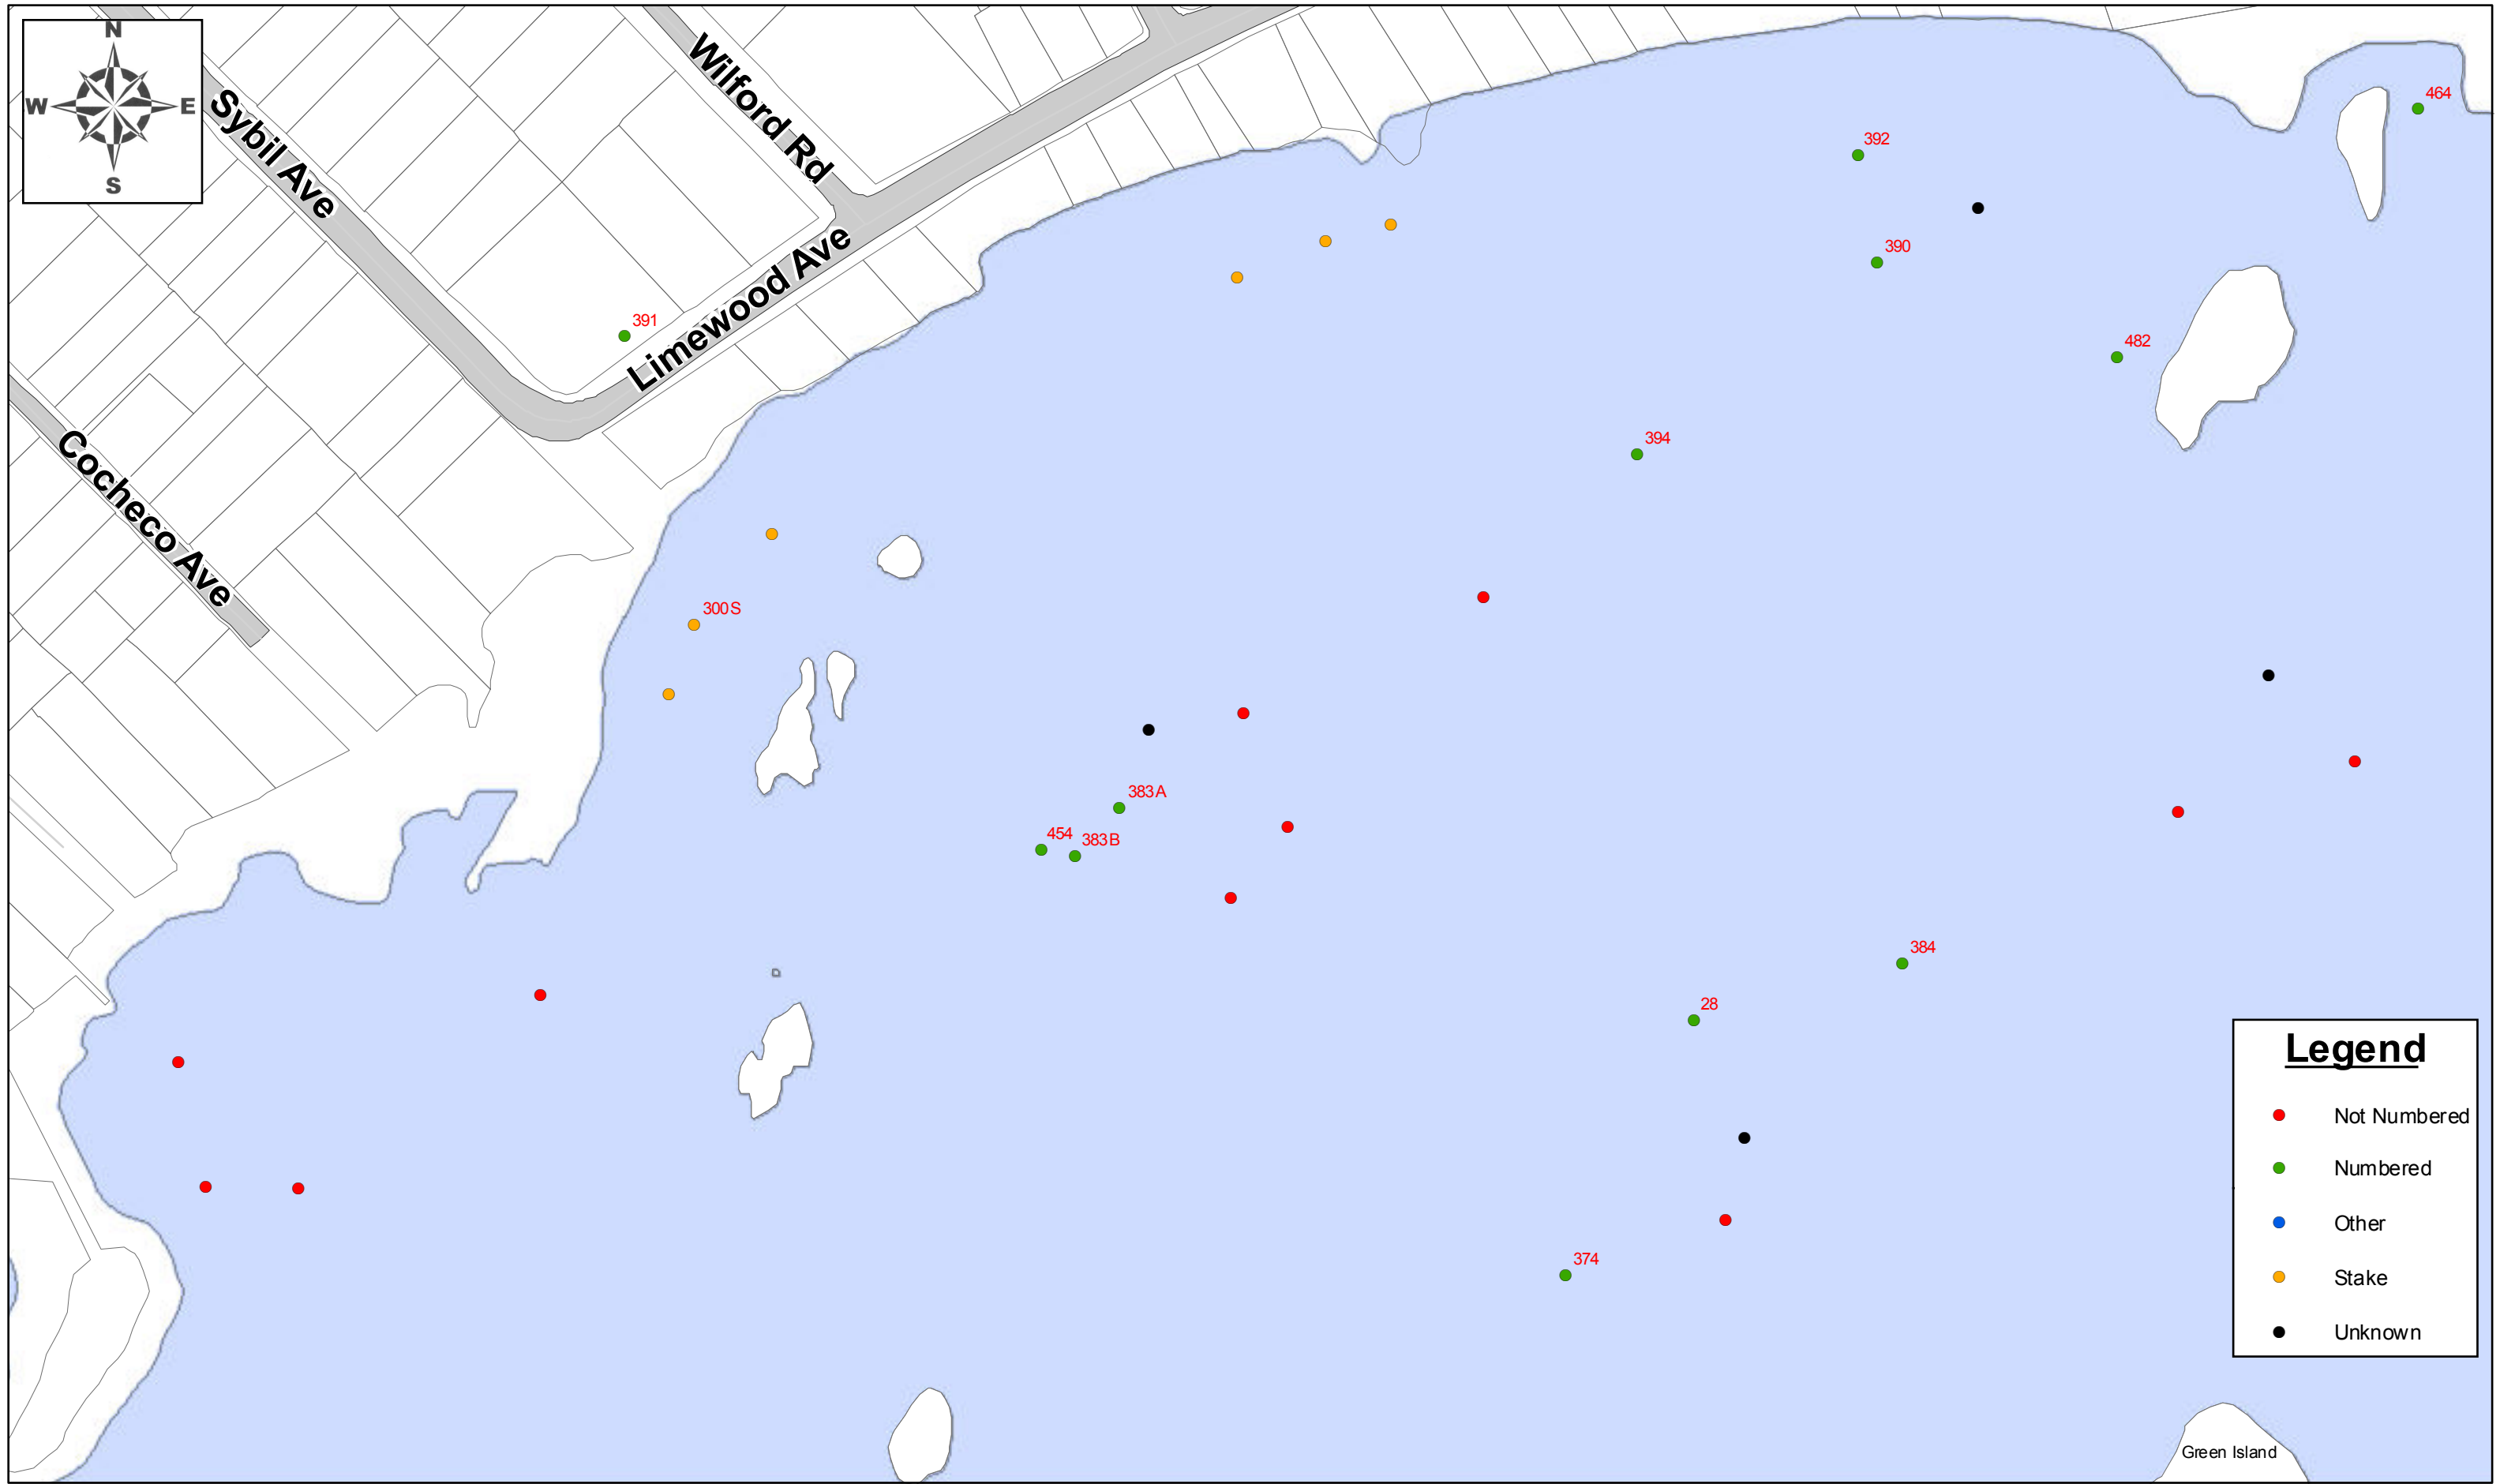 N
W
E
S
Sybil Ave
Wilford Rd
Limewood Ave
Cocheco Ave
464
392
390
391
482
394
300S
383A
454
383B
384
28
374
Legend
Not Numbered
Numbered
Other
Stake
Unknown
Green Island